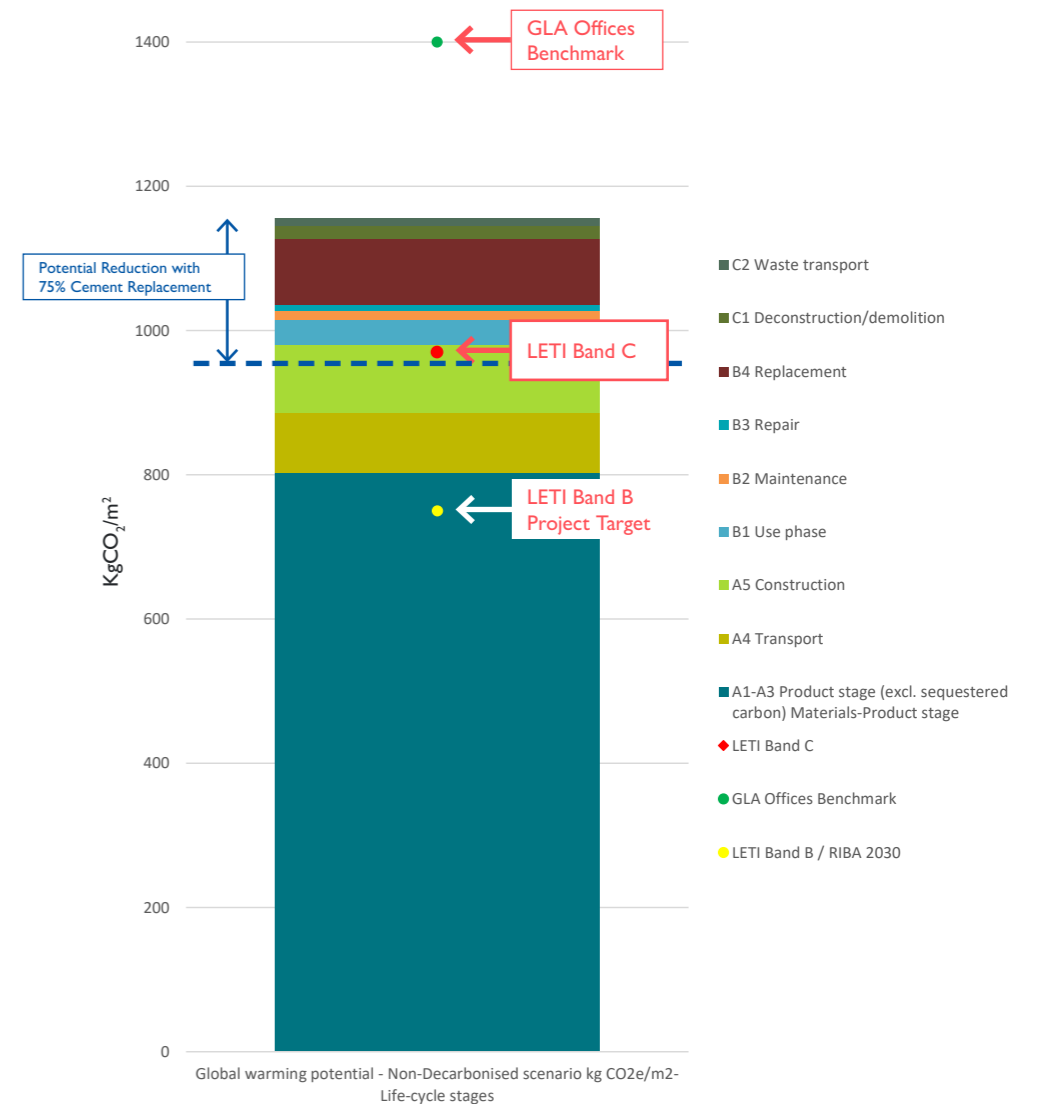 1400
GLA Offices
Benchmark
1200
Potential Reduction with
75% Cement Replacement
1000
LETI Band C
800
LETI Band B
Project Target
KgCO₂/m²
600
400
200
0
Global warming potential - Non-Decarbonised scenario kg CO2e/m2-
Life-cycle stages
C2 Waste transport
C1 Deconstruction/demolition
B4 Replacement
B3 Repair
B2 Maintenance
B1 Use phase
A5 Construction
A4 Transport
A1-A3 Product stage (excl. sequestered
carbon) Materials-Product stage
LETI Band C
GLA Offices Benchmark
LETI Band B / RIBA 2030